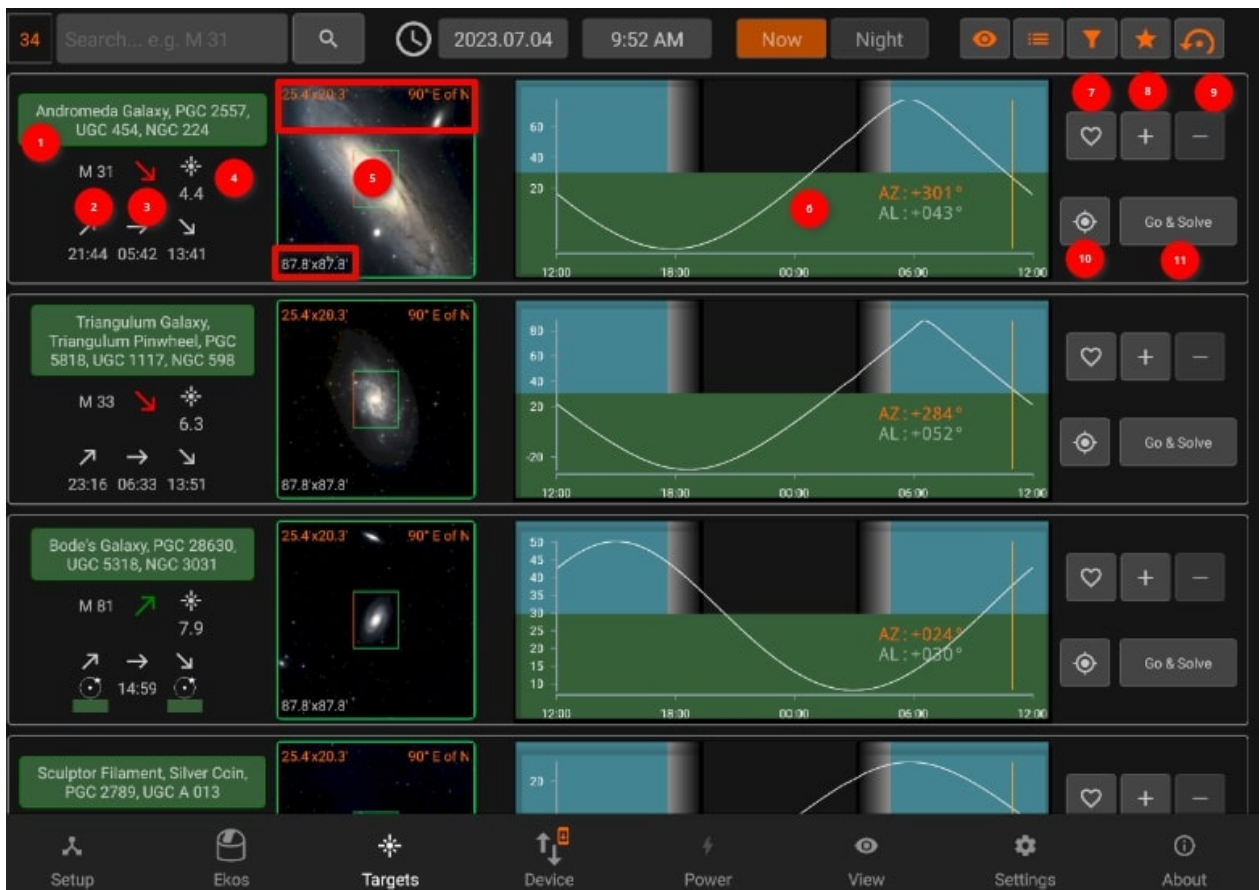 34 Search... e.g. M 31 2023.07.04 9:52 AM Now Night
Andromeda Galaxy, PGC 2557,
UGC 454, NGC 224
1
M 31
4.4
2 3 4
21:44 05:42 13:41
25.4'x20.3' 90° E of N
5
87.8'x87.8'
60
40
20
AZ: +301°
AL: +043°
6
12:00 18:00 00:00 06:00 12:00
7 8 9
+ −
Go & Solve
10 11
Triangulum Galaxy,
Triangulum Pinwheel, PGC
5818, UGC 1117, NGC 598
M 33
6.3
23:16 06:33 13:51
25.4'x20.3' 90° E of N
87.8'x87.8'
80
60
40
20
-20
AZ: +284°
AL: +052°
12:00 18:00 00:00 06:00 12:00
+ −
Go & Solve
Bode's Galaxy, PGC 28630,
UGC 5318, NGC 3031
M 81
7.9
14:59
25.4'x20.3' 90° E of N
87.8'x87.8'
50
45
40
35
30
25
20
15
10
AZ: +024°
AL: +030°
12:00 18:00 00:00 06:00 12:00
+ −
Go & Solve
Sculptor Filament, Silver Coin,
PGC 2789, UGC A 013
25.4'x20.3' 90° E of N
20
+ −
Setup Ekos Targets Device Power View Settings About